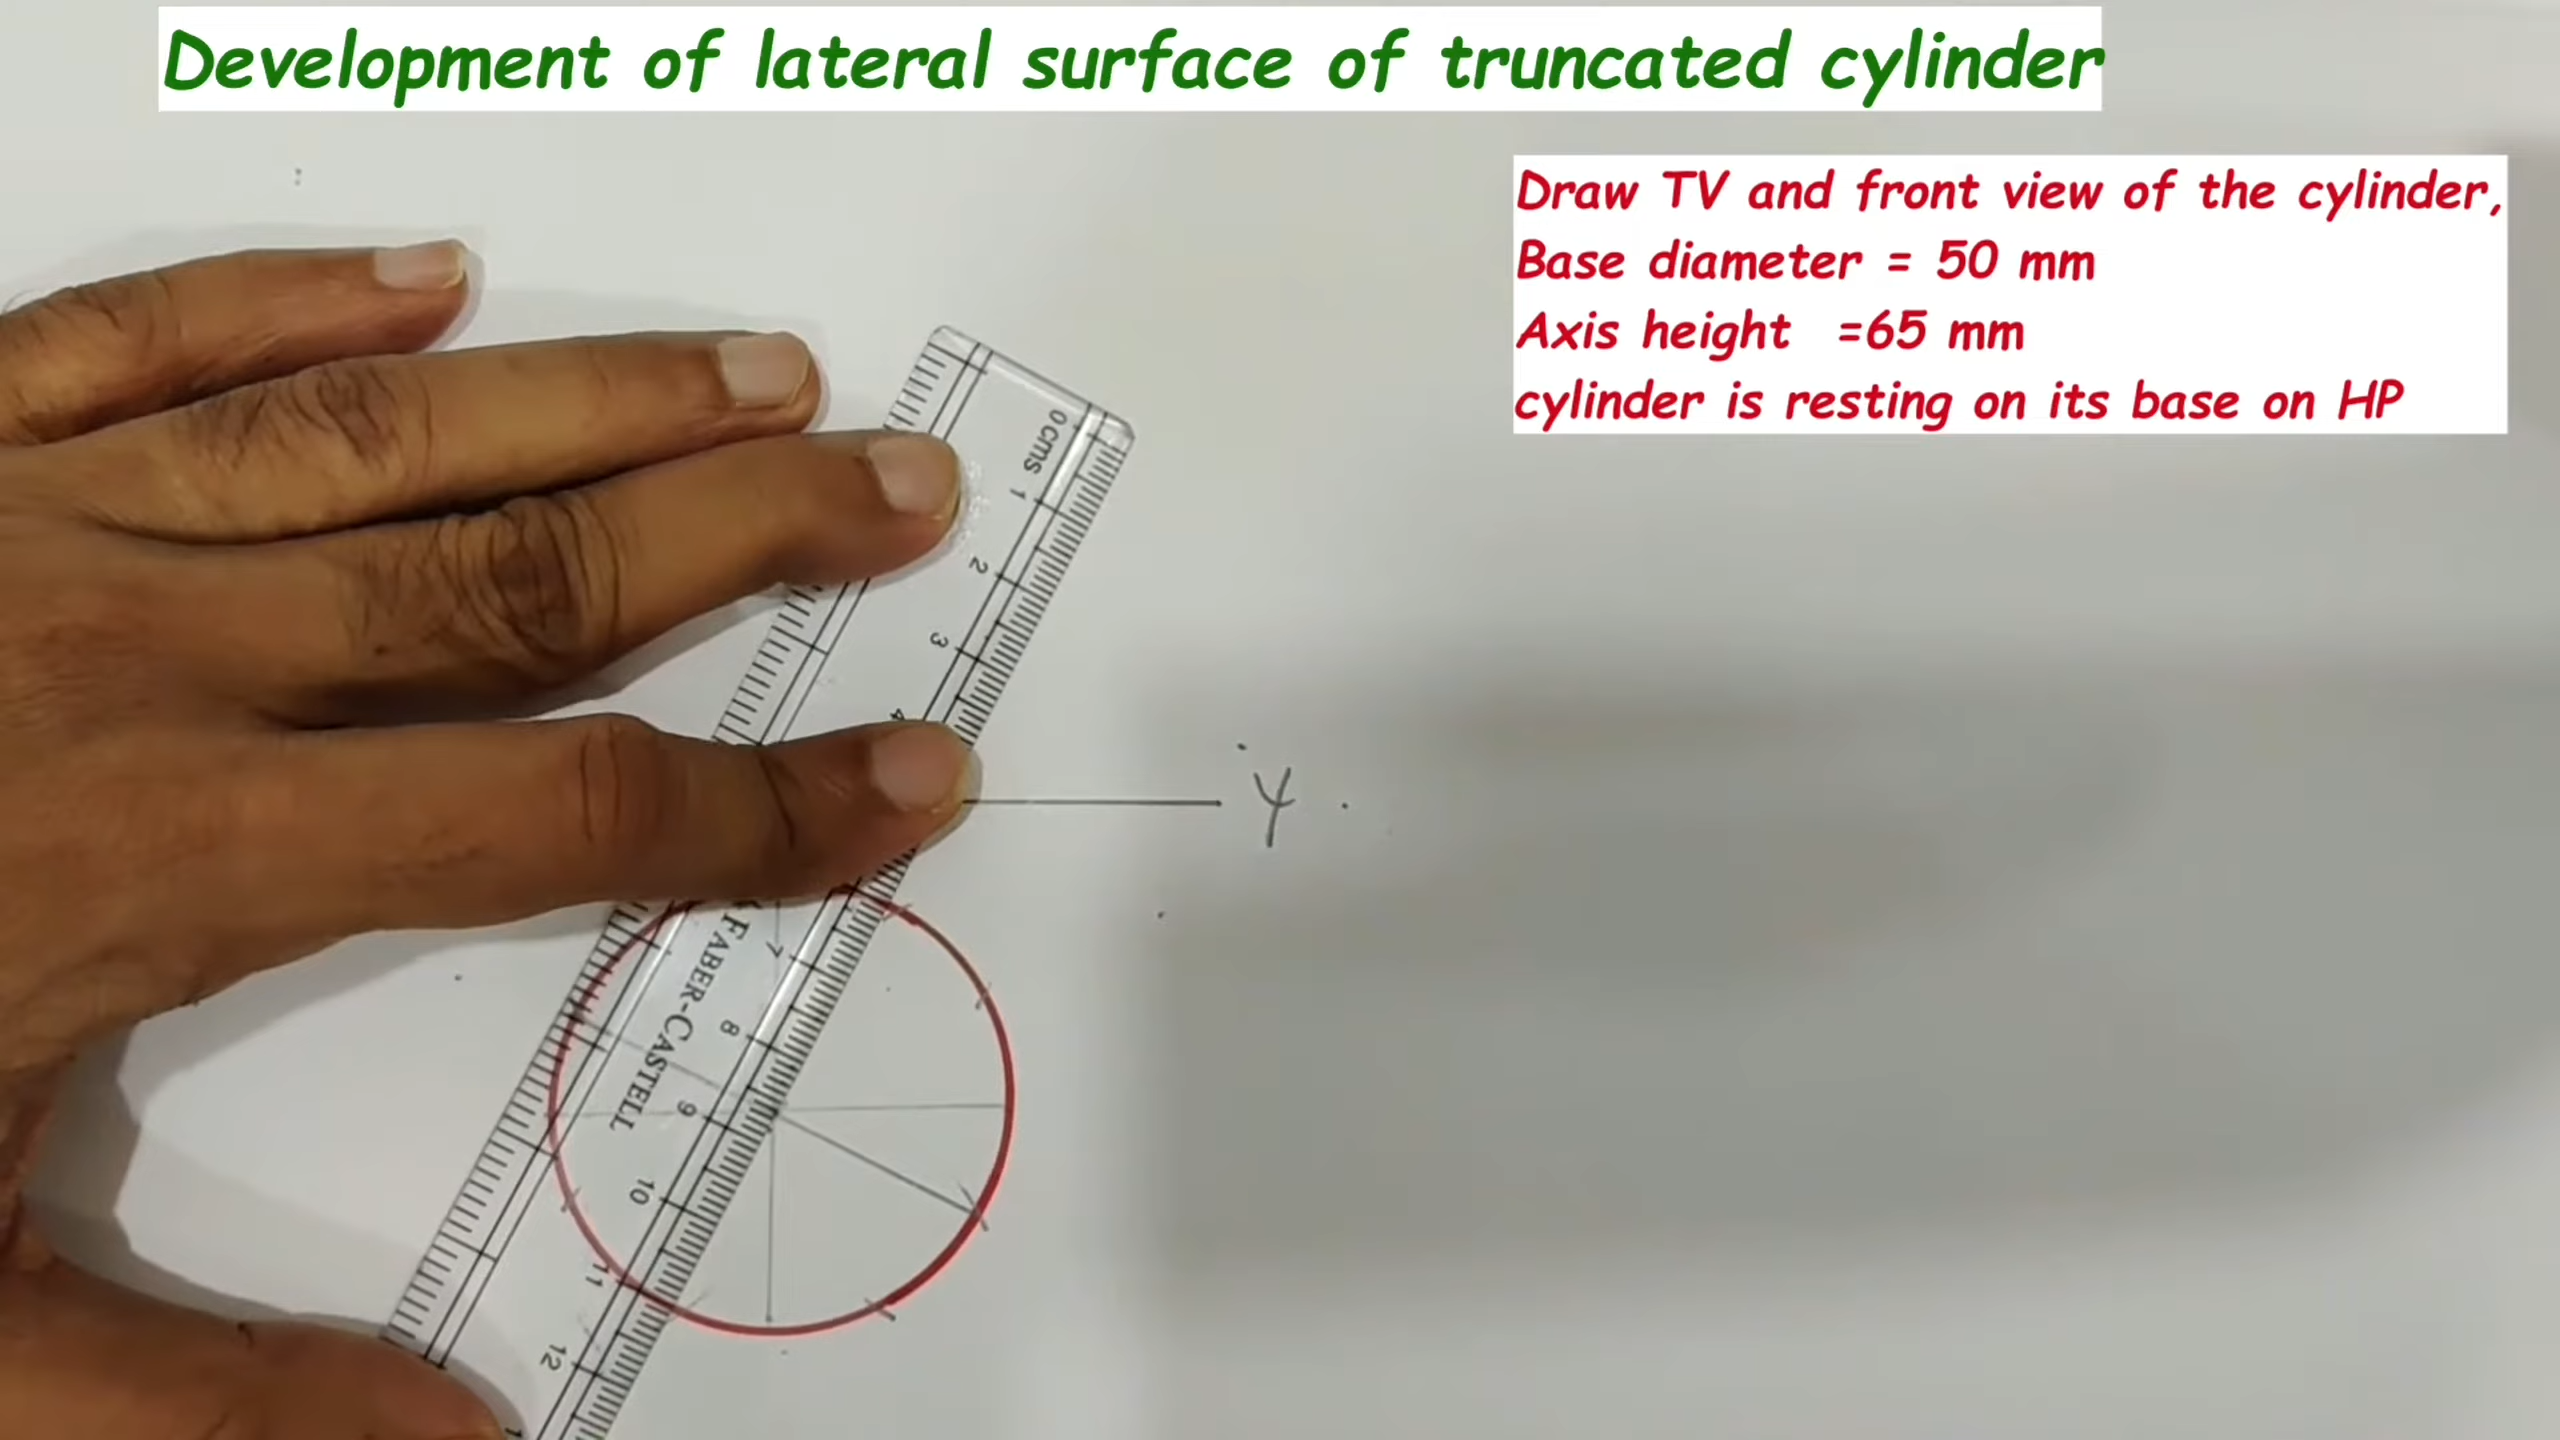 Development of lateral surface of truncated cylinder
Draw TV and front view of the cylinder,
Base diameter = 50 mm
Axis height =65 mm
cylinder is resting on its base on HP
0 cms
1
2
3
4
Y
FABER-CASTELL
7
8
9
10
11
12